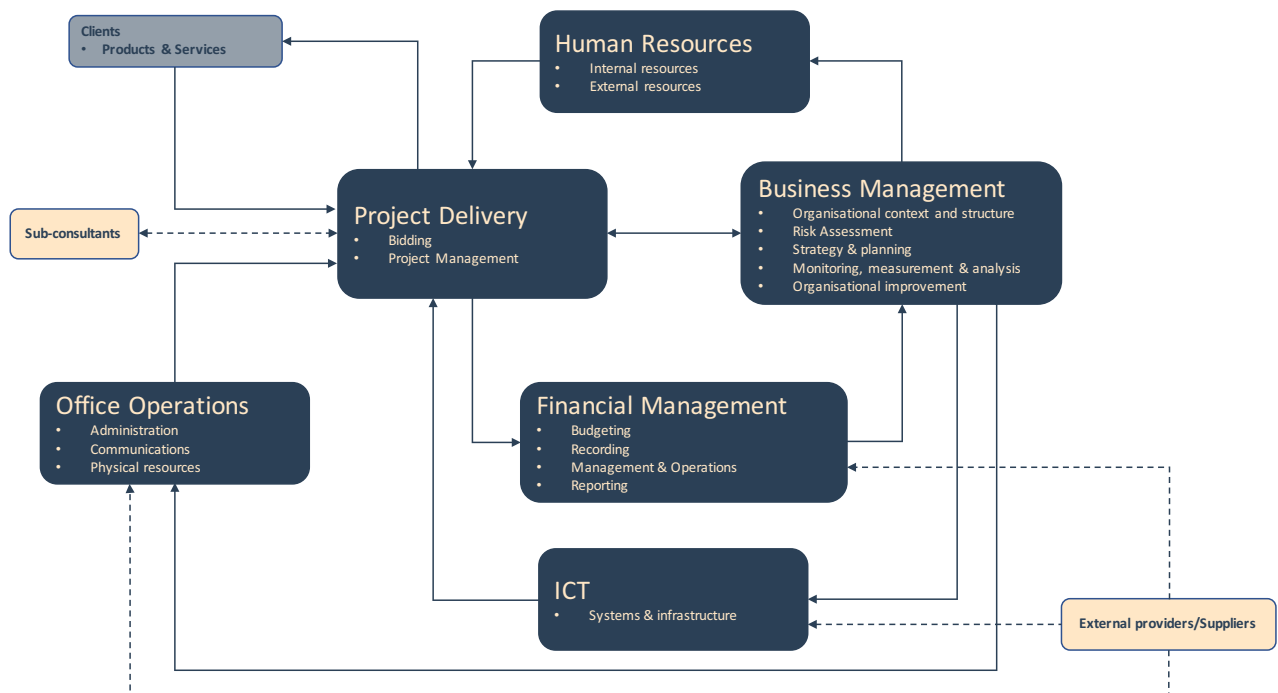 Clients
• Products & Services
Human Resources
• Internal resources
• External resources
Project Delivery
• Bidding
• Project Management
Business Management
• Organisational context and structure
• Risk Assessment
• Strategy & planning
• Monitoring, measurement & analysis
• Organisational improvement
Sub-consultants
Office Operations
• Administration
• Communications
• Physical resources
Financial Management
• Budgeting
• Recording
• Management & Operations
• Reporting
ICT
• Systems & infrastructure
External providers/Suppliers